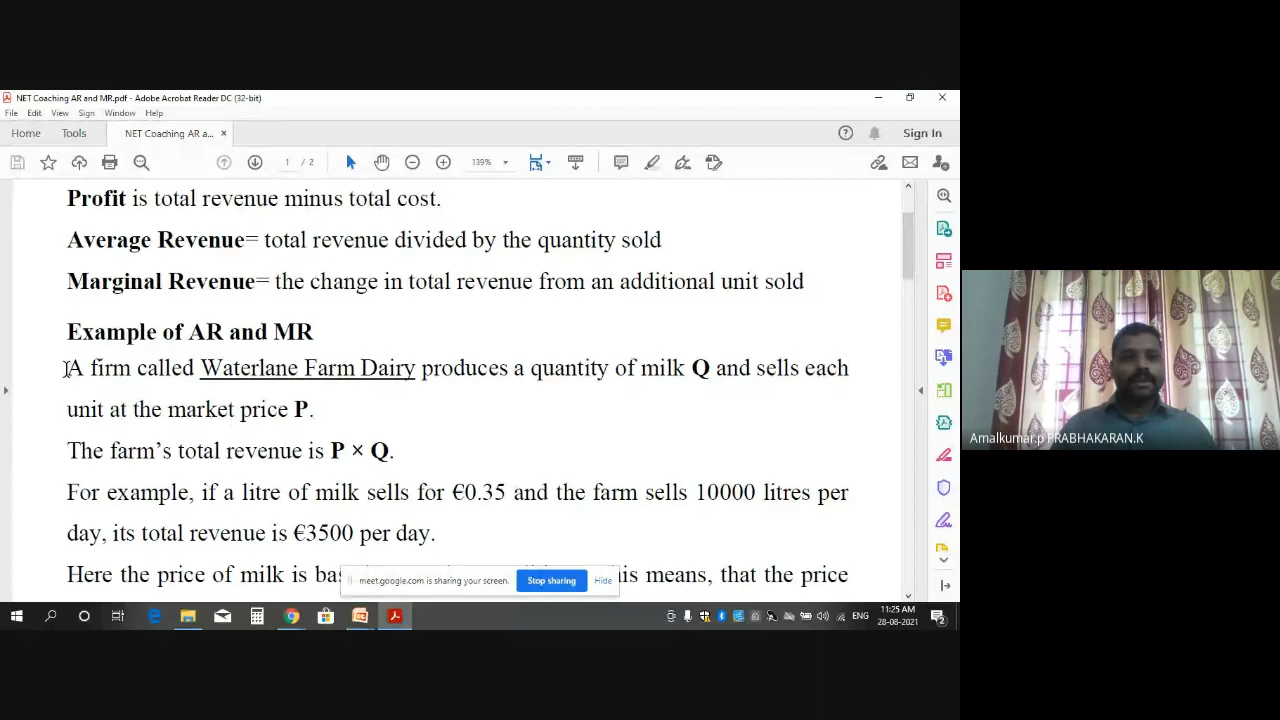 NET Coaching AR and MR.pdf - Adobe Acrobat Reader DC (32-bit)
File Edit View Sign Window Help
Home Tools NET Coaching AR a... × Sign In
1 / 2 139%
Profit is total revenue minus total cost.
Average Revenue= total revenue divided by the quantity sold
Marginal Revenue= the change in total revenue from an additional unit sold
Example of AR and MR
A firm called Waterlane Farm Dairy produces a quantity of milk Q and sells each
unit at the market price P.
The farm’s total revenue is P × Q.
For example, if a litre of milk sells for €0.35 and the farm sells 10000 litres per
day, its total revenue is €3500 per day.
Here the price of milk is his means, that the price
meet.google.com is sharing your screen. Stop sharing Hide
Amalkumar.p PRABHAKARAN.K
ENG 11:25 AM
28-08-2021 2